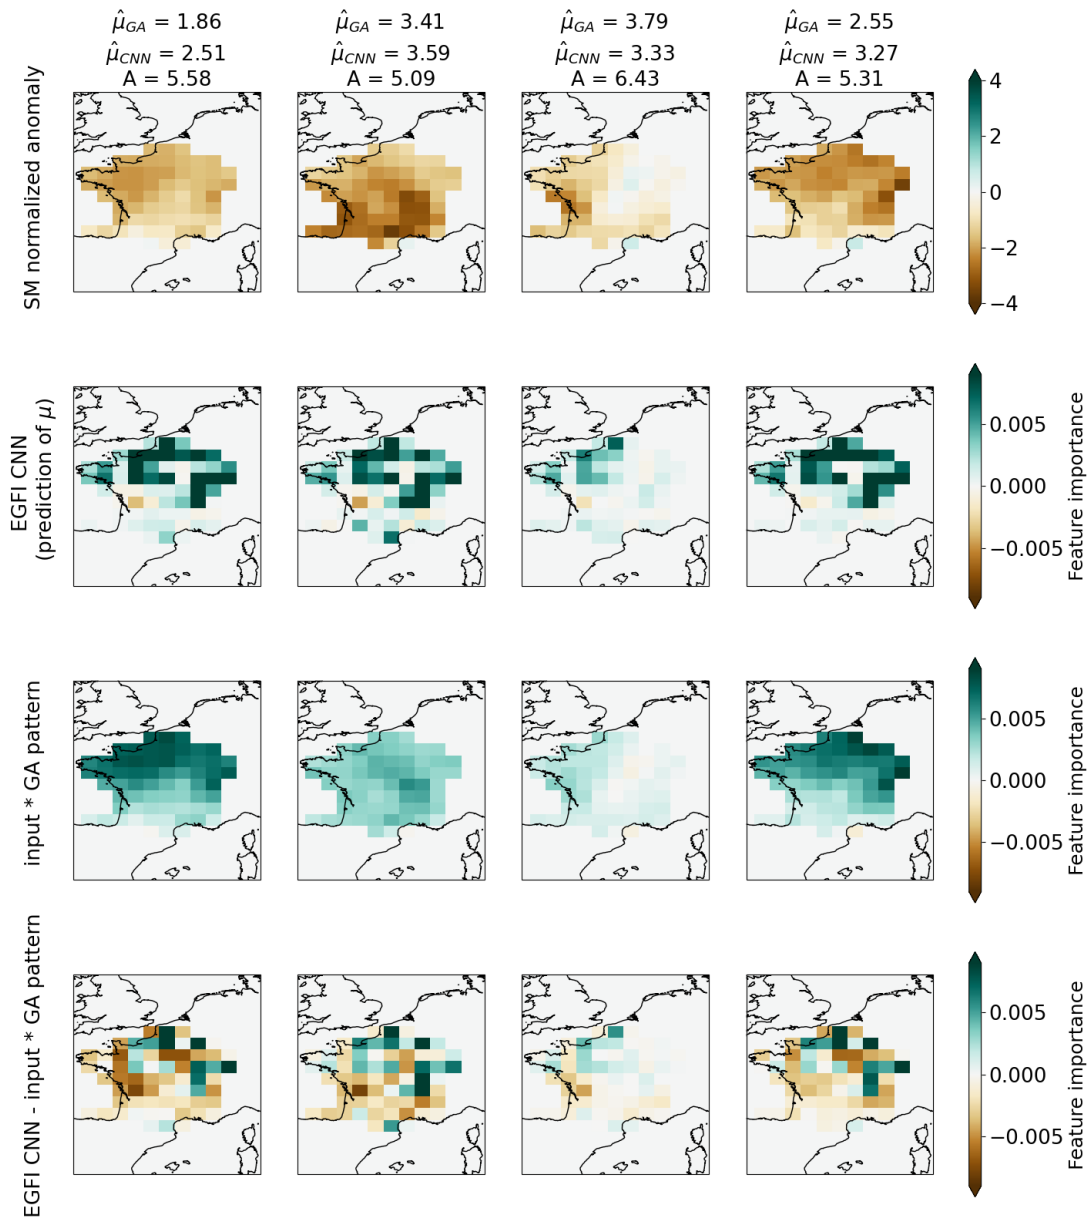 μ̂_GA = 1.86
μ̂_CNN = 2.51
A = 5.58
μ̂_GA = 3.41
μ̂_CNN = 3.59
A = 5.09
μ̂_GA = 3.79
μ̂_CNN = 3.33
A = 6.43
μ̂_GA = 2.55
μ̂_CNN = 3.27
A = 5.31
SM normalized anomaly
4
2
0
−2
−4
EGFI CNN
(prediction of μ)
0.005
0.000
−0.005
Feature importance
input * GA pattern
0.005
0.000
−0.005
Feature importance
EGFI CNN - input * GA pattern
0.005
0.000
−0.005
Feature importance